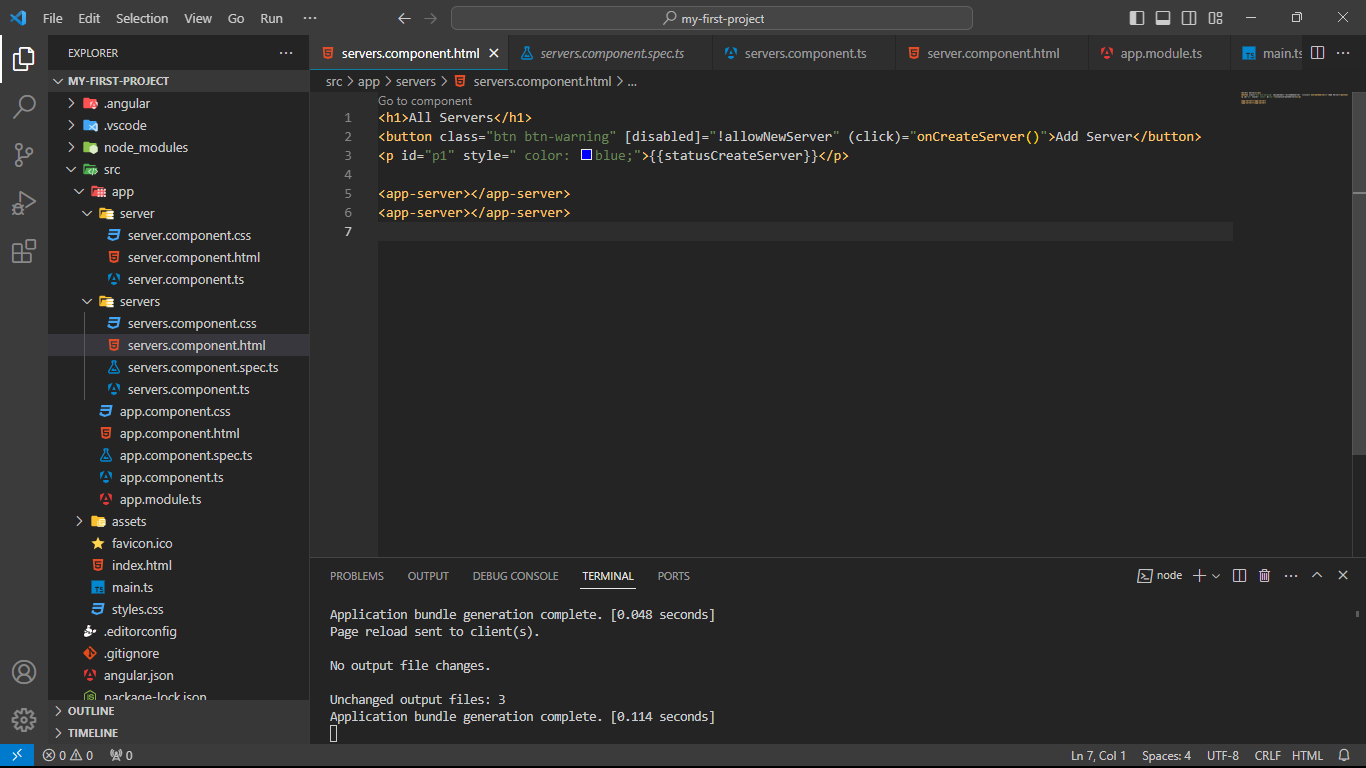 File Edit Selection View Go Run ···
my-first-project
EXPLORER
MY-FIRST-PROJECT
.angular
.vscode
node_modules
src
app
server
server.component.css
server.component.html
server.component.ts
servers
servers.component.css
servers.component.html
servers.component.spec.ts
servers.component.ts
app.component.css
app.component.html
app.component.spec.ts
app.component.ts
app.module.ts
assets
favicon.ico
index.html
main.ts
styles.css
.editorconfig
.gitignore
angular.json
package-lock.json
OUTLINE
TIMELINE
servers.component.html servers.component.spec.ts servers.component.ts server.component.html app.module.ts main.ts
src > app > servers > servers.component.html > ...
Go to component
1 <h1>All Servers</h1>
2 <button class="btn btn-warning" [disabled]="!allowNewServer" (click)="onCreateServer()">Add Server</button>
3 <p id="p1" style=" color: blue;">{{statusCreateServer}}</p>
4
5 <app-server></app-server>
6 <app-server></app-server>
7
PROBLEMS OUTPUT DEBUG CONSOLE TERMINAL PORTS
node
Application bundle generation complete. [0.048 seconds]
Page reload sent to client(s).
No output file changes.
Unchanged output files: 3
Application bundle generation complete. [0.114 seconds]
0 0 0
Ln 7, Col 1 Spaces: 4 UTF-8 CRLF HTML